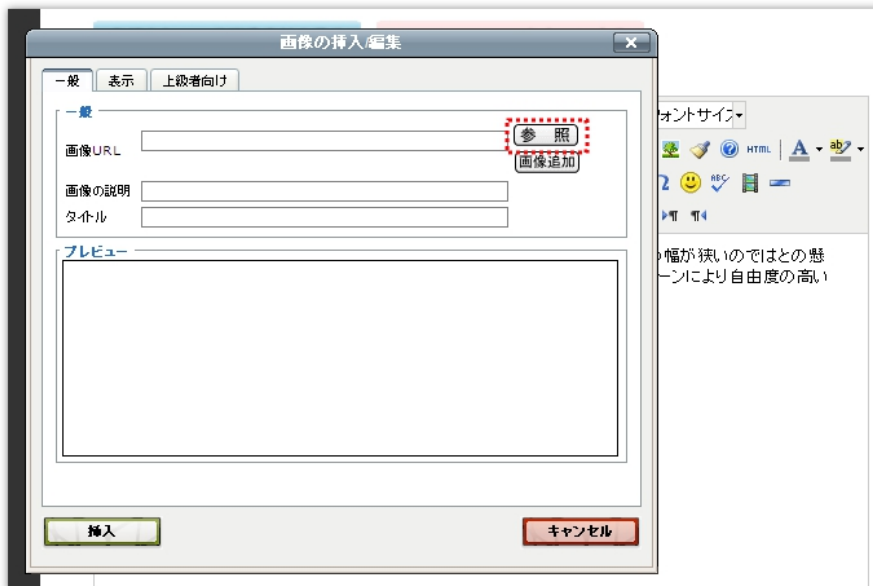 画像の挿入/編集
一般
表示
上級者向け
一般
画像URL
参 照
画像追加
画像の説明
タイトル
プレビュー
挿入
キャンセル
ォントサイズ
HTML
A
ab
ABC
幅が狭いのではとの懸
ーンにより自由度の高い